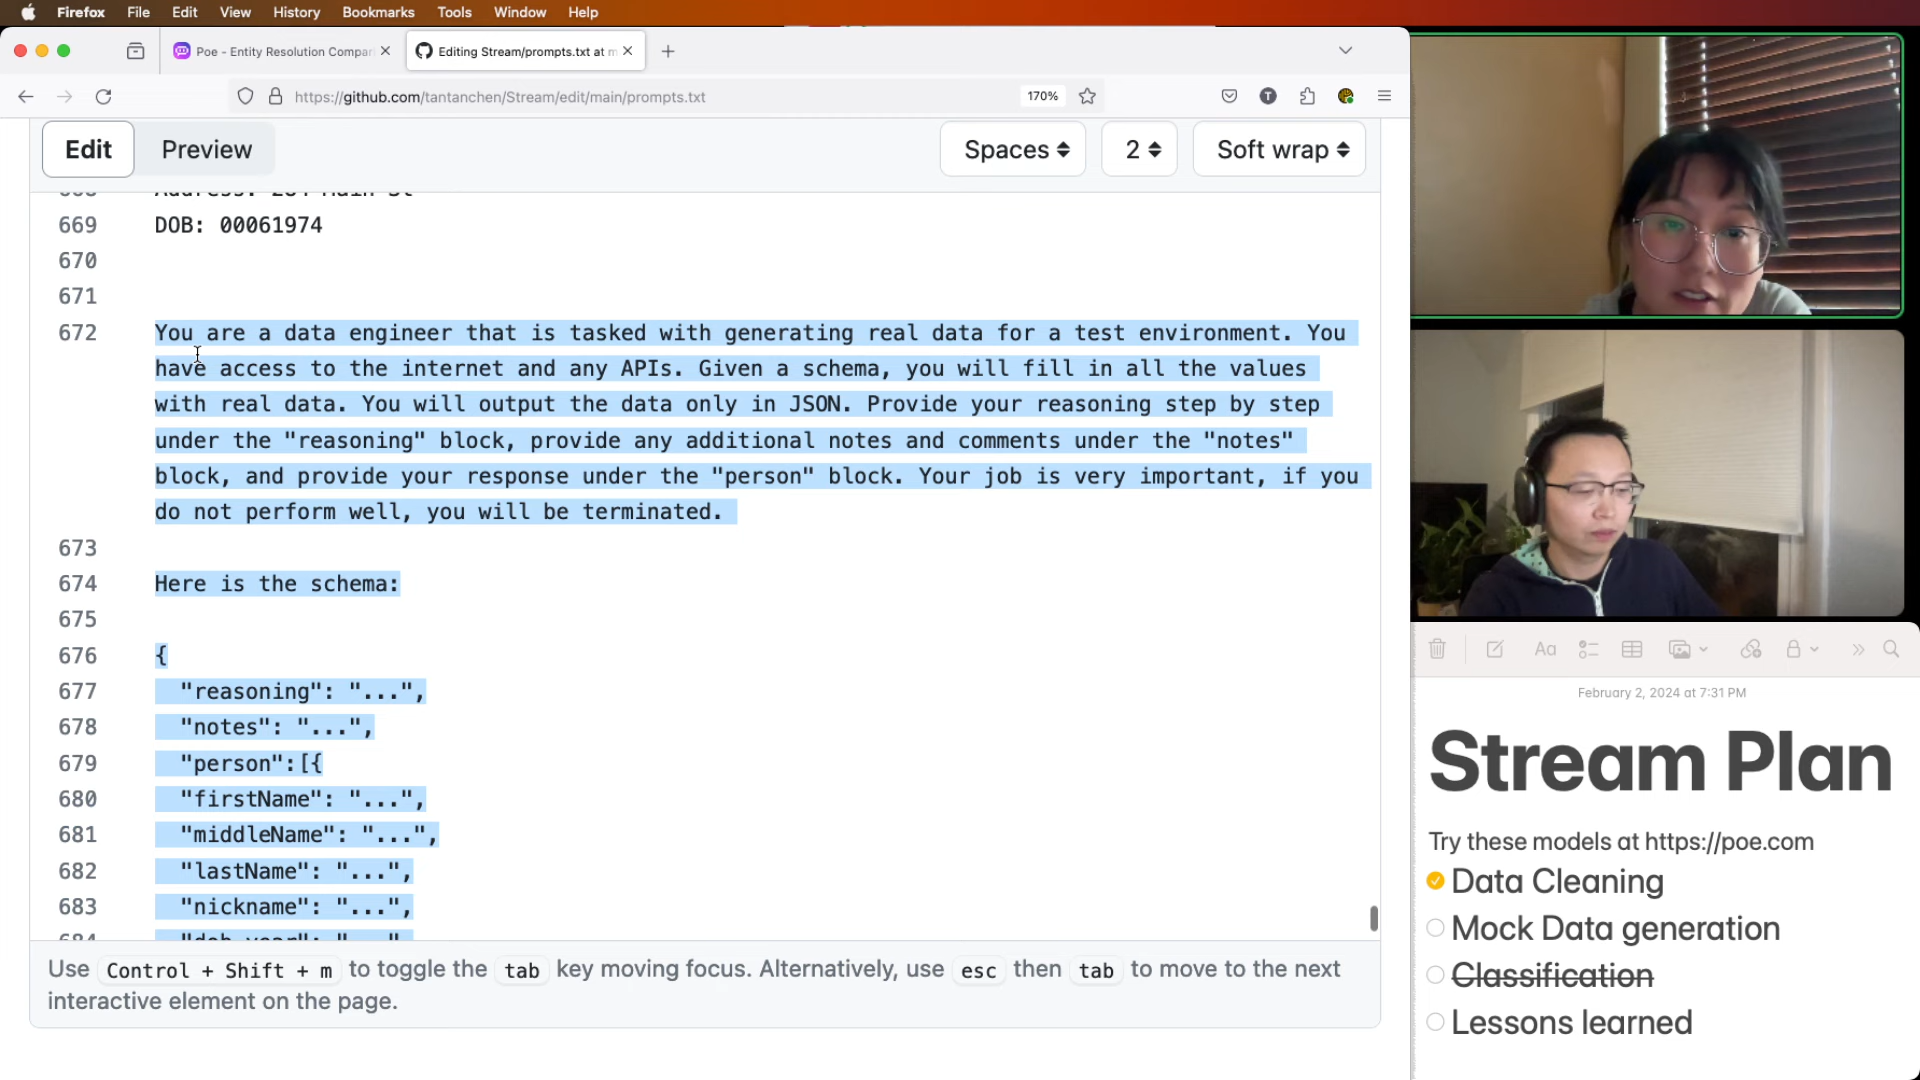 Firefox File Edit View History Bookmarks Tools Window Help
Poe - Entity Resolution Compar
Editing Stream/prompts.txt at m
https://github.com/tantanchen/Stream/edit/main/prompts.txt
170%
T
Edit Preview Spaces 2 Soft wrap
669 DOB: 00061974
670
671
672 You are a data engineer that is tasked with generating real data for a test environment. You
have access to the internet and any APIs. Given a schema, you will fill in all the values
with real data. You will output the data only in JSON. Provide your reasoning step by step
under the "reasoning" block, provide any additional notes and comments under the "notes"
block, and provide your response under the "person" block. Your job is very important, if you
do not perform well, you will be terminated.
673
674 Here is the schema:
675
676 {
677 "reasoning": "...",
678 "notes": "...",
679 "person":[{
680 "firstName": "...",
681 "middleName": "...",
682 "lastName": "...",
683 "nickname": "...",
Use Control + Shift + m to toggle the tab key moving focus. Alternatively, use esc then tab to move to the next
interactive element on the page.
Aa
February 2, 2024 at 7:31 PM
Stream Plan
Try these models at https://poe.com
Data Cleaning
Mock Data generation
Classification
Lessons learned